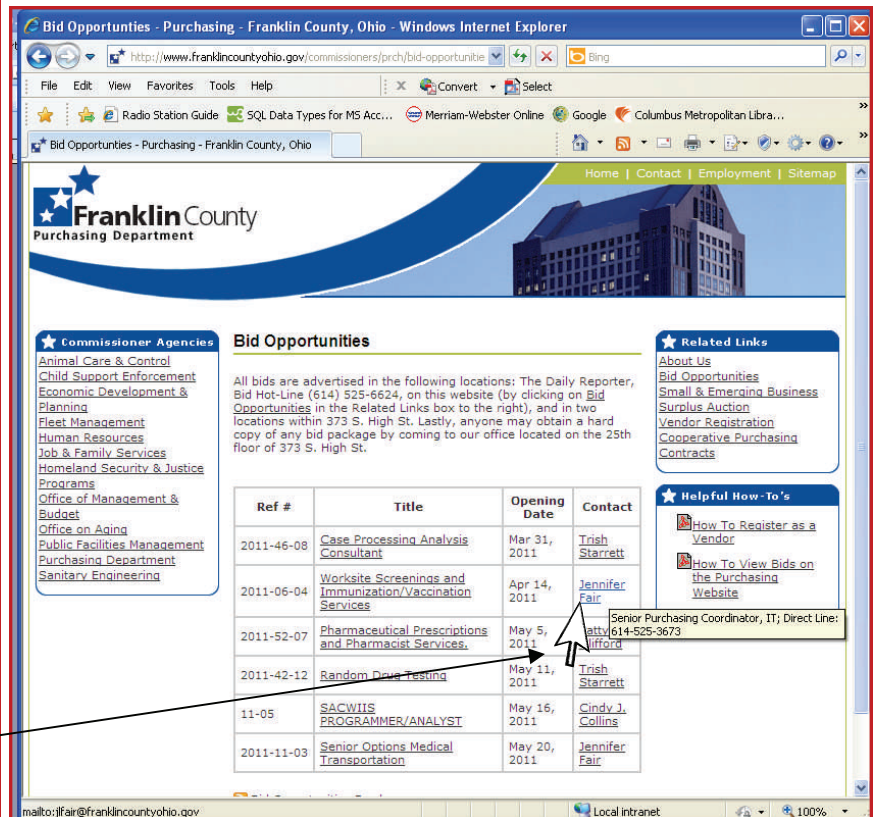 Bid Opportunties - Purchasing - Franklin County, Ohio - Windows Internet Explorer
http://www.franklincountyohio.gov/commissioners/prch/bid-opportunitie
Bing
File Edit View Favorites Tools Help
X Convert Select
Radio Station Guide SQL Data Types for MS Acc... Merriam-Webster Online Google Columbus Metropolitan Libra... »
Bid Opportunties - Purchasing - Franklin County, Ohio »
Home | Contact | Employment | Sitemap
Franklin County
Purchasing Department
Commissioner Agencies
Animal Care & Control
Child Support Enforcement
Economic Development &
Planning
Fleet Management
Human Resources
Job & Family Services
Homeland Security & Justice
Programs
Office of Management &
Budget
Office on Aging
Public Facilities Management
Purchasing Department
Sanitary Engineering
Bid Opportunities
All bids are advertised in the following locations: The Daily Reporter,
Bid Hot-Line (614) 525-6624, on this website (by clicking on Bid
Opportunities in the Related Links box to the right), and in two
locations within 373 S. High St. Lastly, anyone may obtain a hard
copy of any bid package by coming to our office located on the 25th
floor of 373 S. High St.
Ref # Title Opening Date Contact
2011-46-08 Case Processing Analysis Consultant Mar 31, 2011 Trish Starrett
2011-06-04 Worksite Screenings and Immunization/Vaccination Services Apr 14, 2011 Jennifer Fair
2011-52-07 Pharmaceutical Prescriptions and Pharmacist Services. May 5, 2011
2011-42-12 Random Drug Testing May 11, 2011 Trish Starrett
11-05 SACWIIS PROGRAMMER/ANALYST May 16, 2011 Cindy J. Collins
2011-11-03 Senior Options Medical Transportation May 20, 2011 Jennifer Fair
Senior Purchasing Coordinator, IT; Direct Line:
614-525-3673
Related Links
About Us
Bid Opportunities
Small & Emerging Business
Surplus Auction
Vendor Registration
Cooperative Purchasing
Contracts
Helpful How-To's
How To Register as a
Vendor
How To View Bids on
the Purchasing
Website
mailto:jlfair@franklincountyohio.gov Local intranet 100%